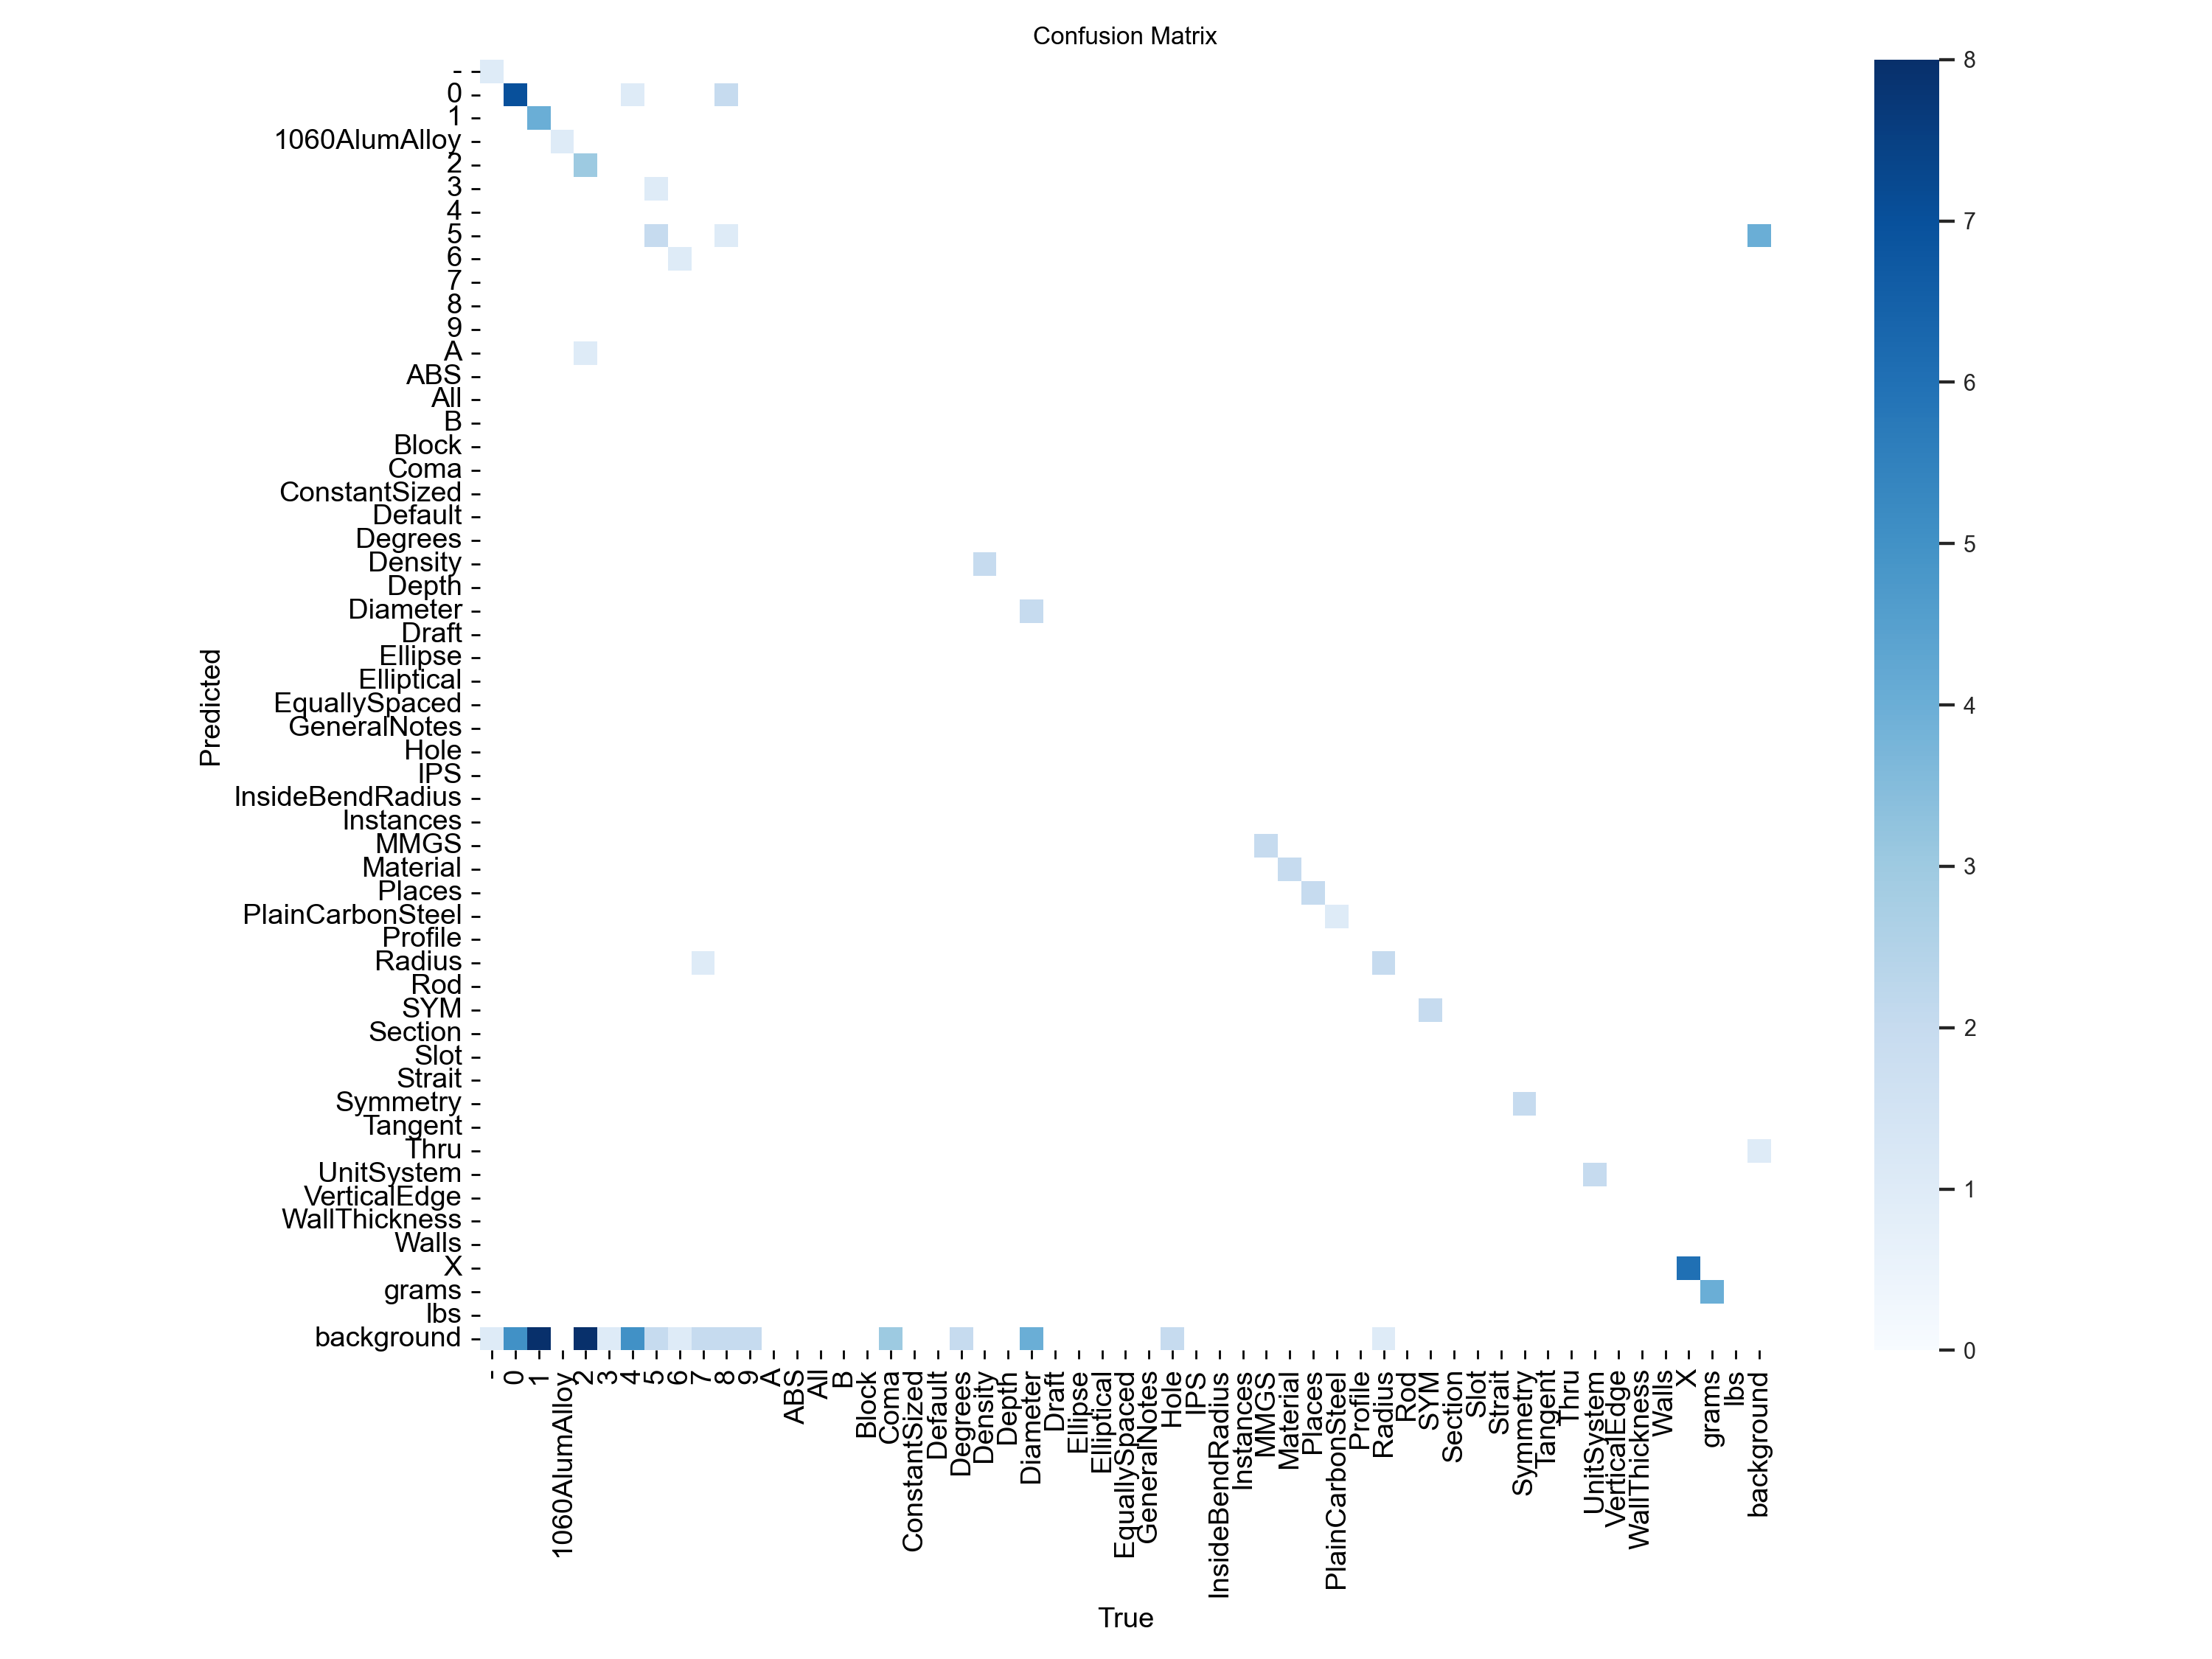 Confusion Matrix
-
0
1
1060AlumAlloy
2
3
4
5
6
7
8
9
A
ABS
All
B
Block
Coma
ConstantSized
Default
Degrees
Density
Depth
Diameter
Draft
Ellipse
Elliptical
EquallySpaced
GeneralNotes
Hole
IPS
InsideBendRadius
Instances
MMGS
Material
Places
PlainCarbonSteel
Profile
Radius
Rod
SYM
Section
Slot
Strait
Symmetry
Tangent
Thru
UnitSystem
VerticalEdge
WallThickness
Walls
X
grams
lbs
background
Predicted
-
0
1
1060AlumAlloy
2
3
4
5
6
7
8
9
A
ABS
All
B
Block
Coma
ConstantSized
Default
Degrees
Density
Depth
Diameter
Draft
Ellipse
Elliptical
EquallySpaced
GeneralNotes
Hole
IPS
InsideBendRadius
Instances
MMGS
Material
Places
PlainCarbonSteel
Profile
Radius
Rod
SYM
Section
Slot
Strait
Symmetry
Tangent
Thru
UnitSystem
VerticalEdge
WallThickness
Walls
X
grams
lbs
background
True
8
7
6
5
4
3
2
1
0